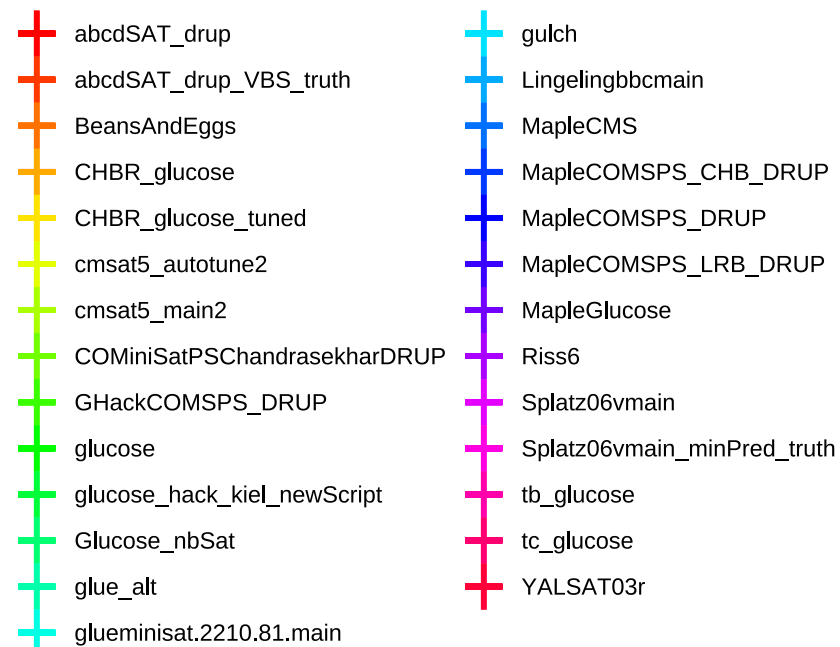 abcdSAT_drup
abcdSAT_drup_VBS_truth
BeansAndEggs
CHBR_glucose
CHBR_glucose_tuned
cmsat5_autotune2
cmsat5_main2
COMiniSatPSChandrasekharDRUP
GHackCOMSPS_DRUP
glucose
glucose_hack_kiel_newScript
Glucose_nbSat
glue_alt
glueminisat.2210.81.main
gulch
Lingelingbbcmain
MapleCMS
MapleCOMSPS_CHB_DRUP
MapleCOMSPS_DRUP
MapleCOMSPS_LRB_DRUP
MapleGlucose
Riss6
Splatz06vmain
Splatz06vmain_minPred_truth
tb_glucose
tc_glucose
YALSAT03r